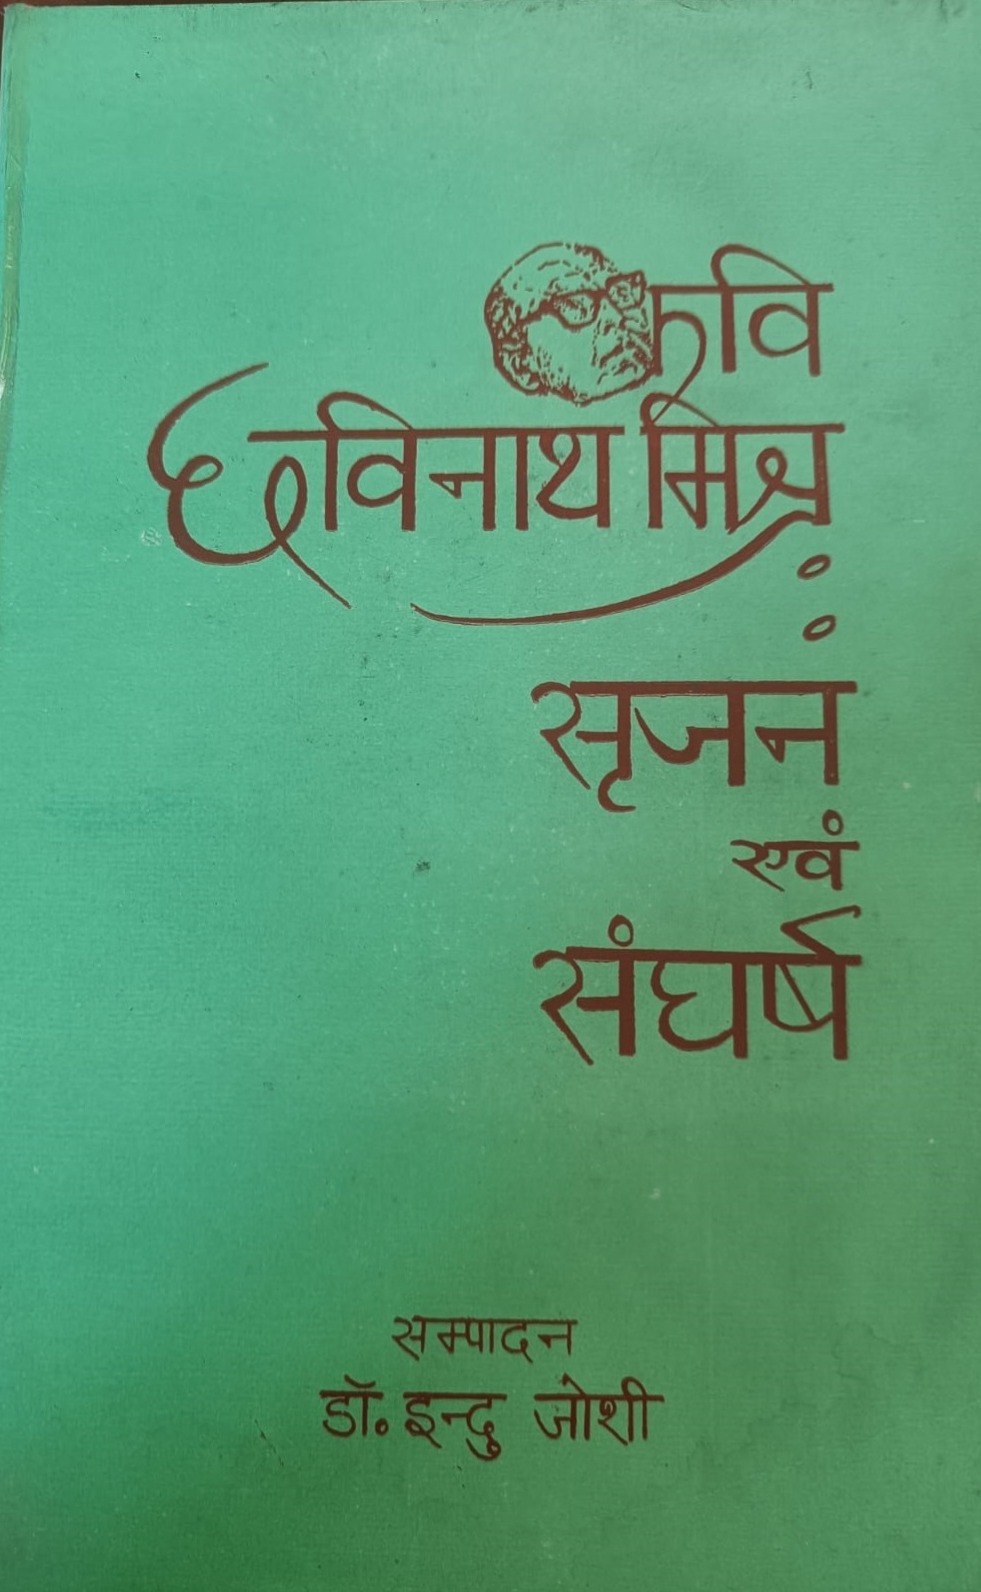 कवि
छविनाथ मिश्र :
सृजन
एवं
संघर्ष
सम्पादन
डॉ. इन्दु जोशी